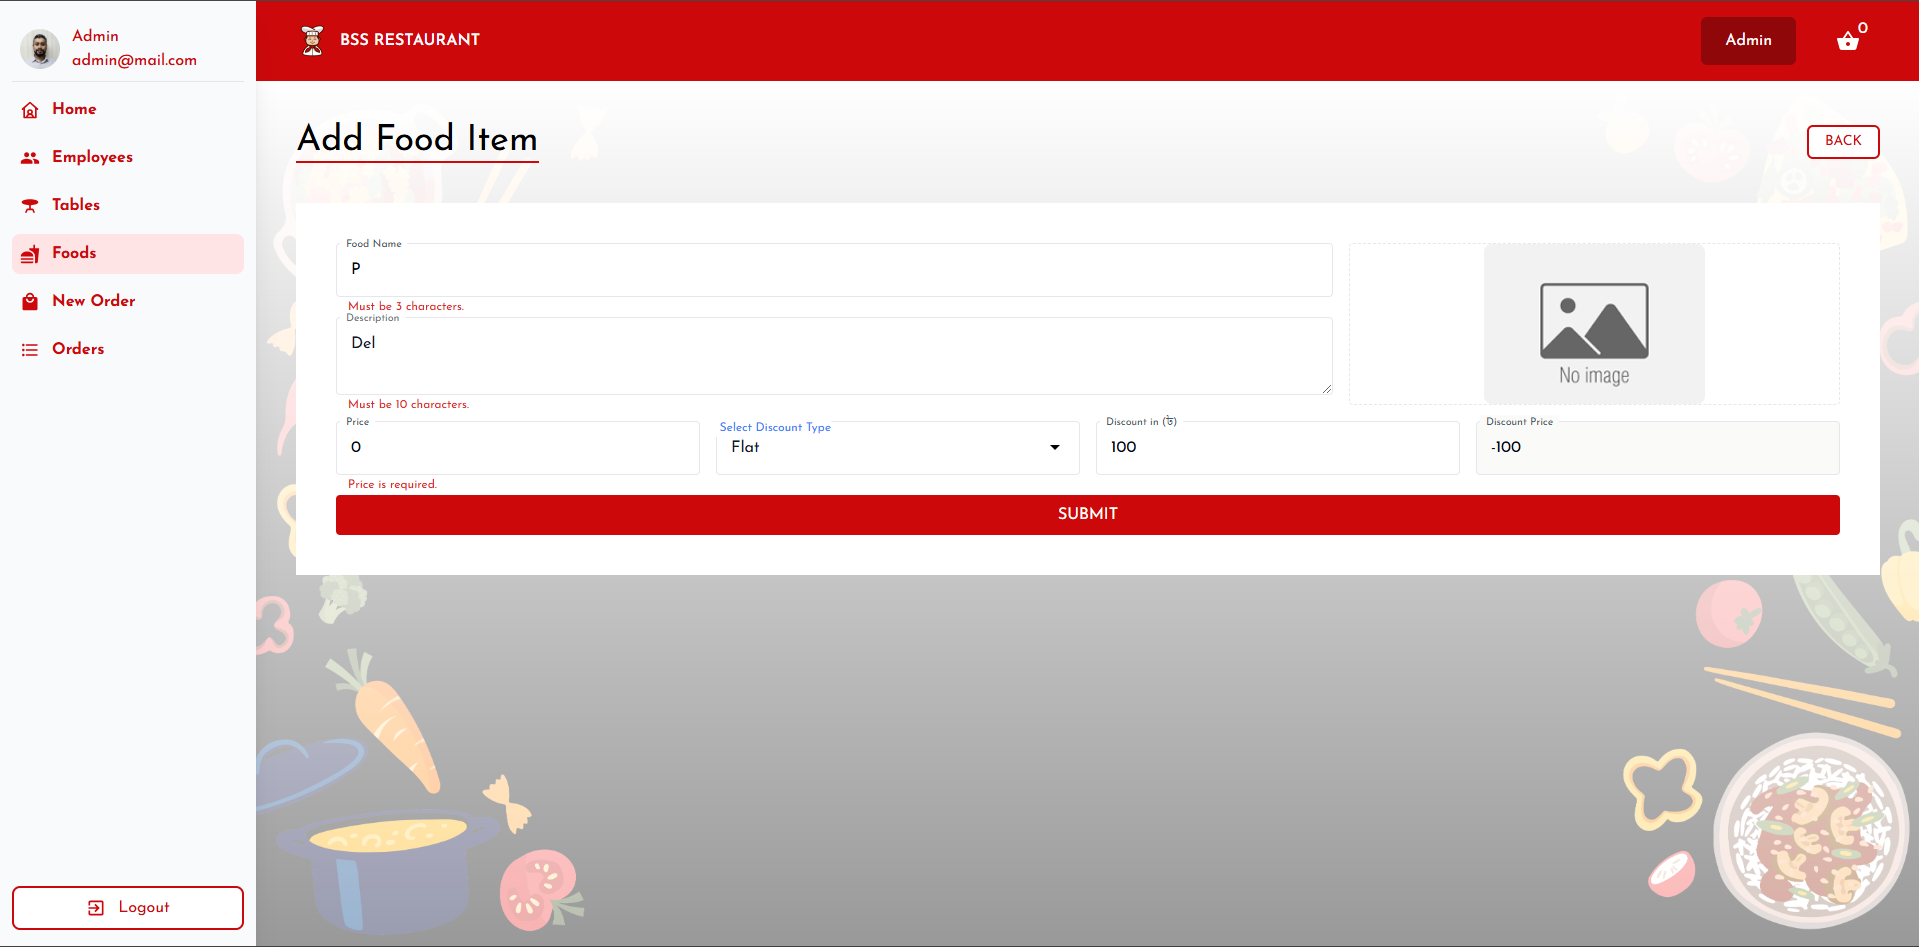 Admin
admin@mail.com
Home
Employees
Tables
Foods
New Order
Orders
Logout
BSS RESTAURANT
Admin
0
Add Food Item
BACK
Food Name
P
Must be 3 characters.
Description
Del
Must be 10 characters.
No image
Price
0
Price is required.
Select Discount Type
Flat
Discount in (৳)
100
Discount Price
-100
SUBMIT